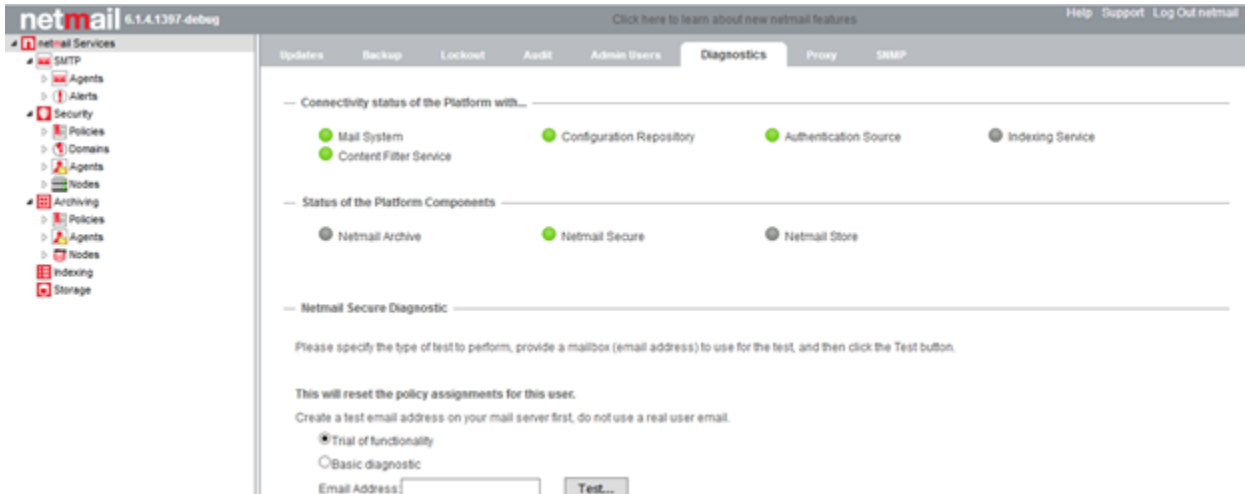 netmail 6.1.4.1397-debug
Click here to learn about new netmail features
Help Support Log Out netmail
netmail Services
SMTP
Agents
Alerts
Security
Policies
Domains
Agents
Nodes
Archiving
Policies
Agents
Nodes
Indexing
Storage
Updates Backup Lockout Audit Admin Users Diagnostics Proxy SNMP
Connectivity status of the Platform with...
Mail System Configuration Repository Authentication Source Indexing Service
Content Filter Service
Status of the Platform Components
Netmail Archive Netmail Secure Netmail Store
Netmail Secure Diagnostic
Please specify the type of test to perform, provide a mailbox (email address) to use for the test, and then click the Test button.
This will reset the policy assignments for this user.
Create a test email address on your mail server first, do not use a real user email.
Trial of functionality
Basic diagnostic
Email Address: Test...